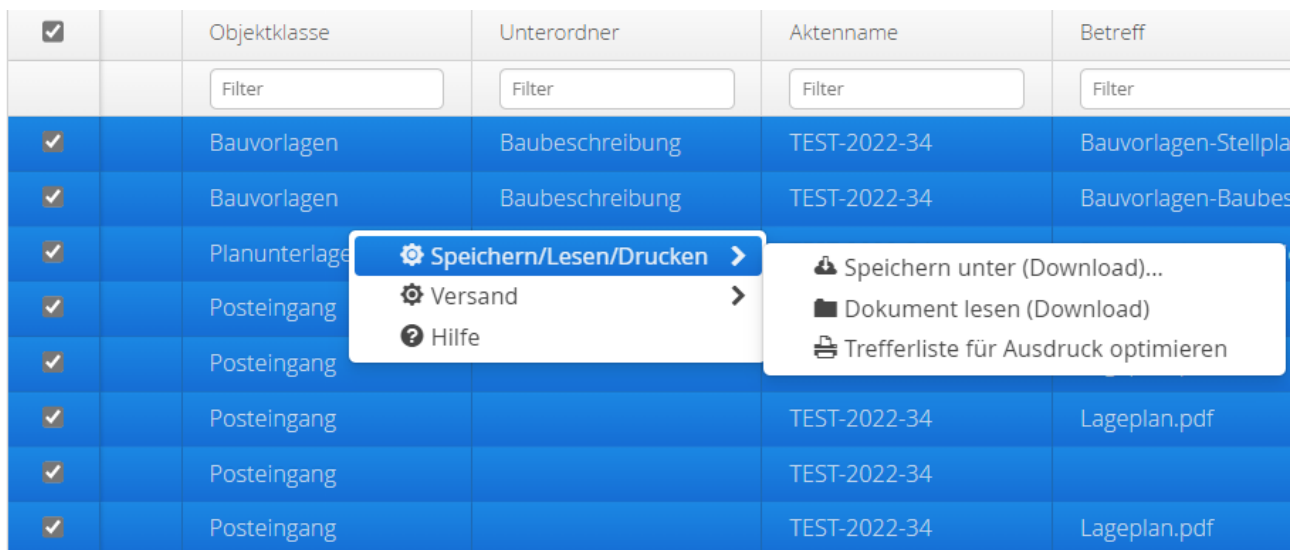 Objektklasse Unterordner Aktenname Betreff
Filter Filter Filter Filter
Bauvorlagen Baubeschreibung TEST-2022-34 Bauvorlagen-Stellpla
Bauvorlagen Baubeschreibung TEST-2022-34 Bauvorlagen-Baubes
Planunterlage Speichern/Lesen/Drucken
Speichern unter (Download)...
Versand
Posteingang
Dokument lesen (Download)
Hilfe
Trefferliste für Ausdruck optimieren
Posteingang
Posteingang TEST-2022-34 Lageplan.pdf
Posteingang TEST-2022-34
Posteingang TEST-2022-34 Lageplan.pdf